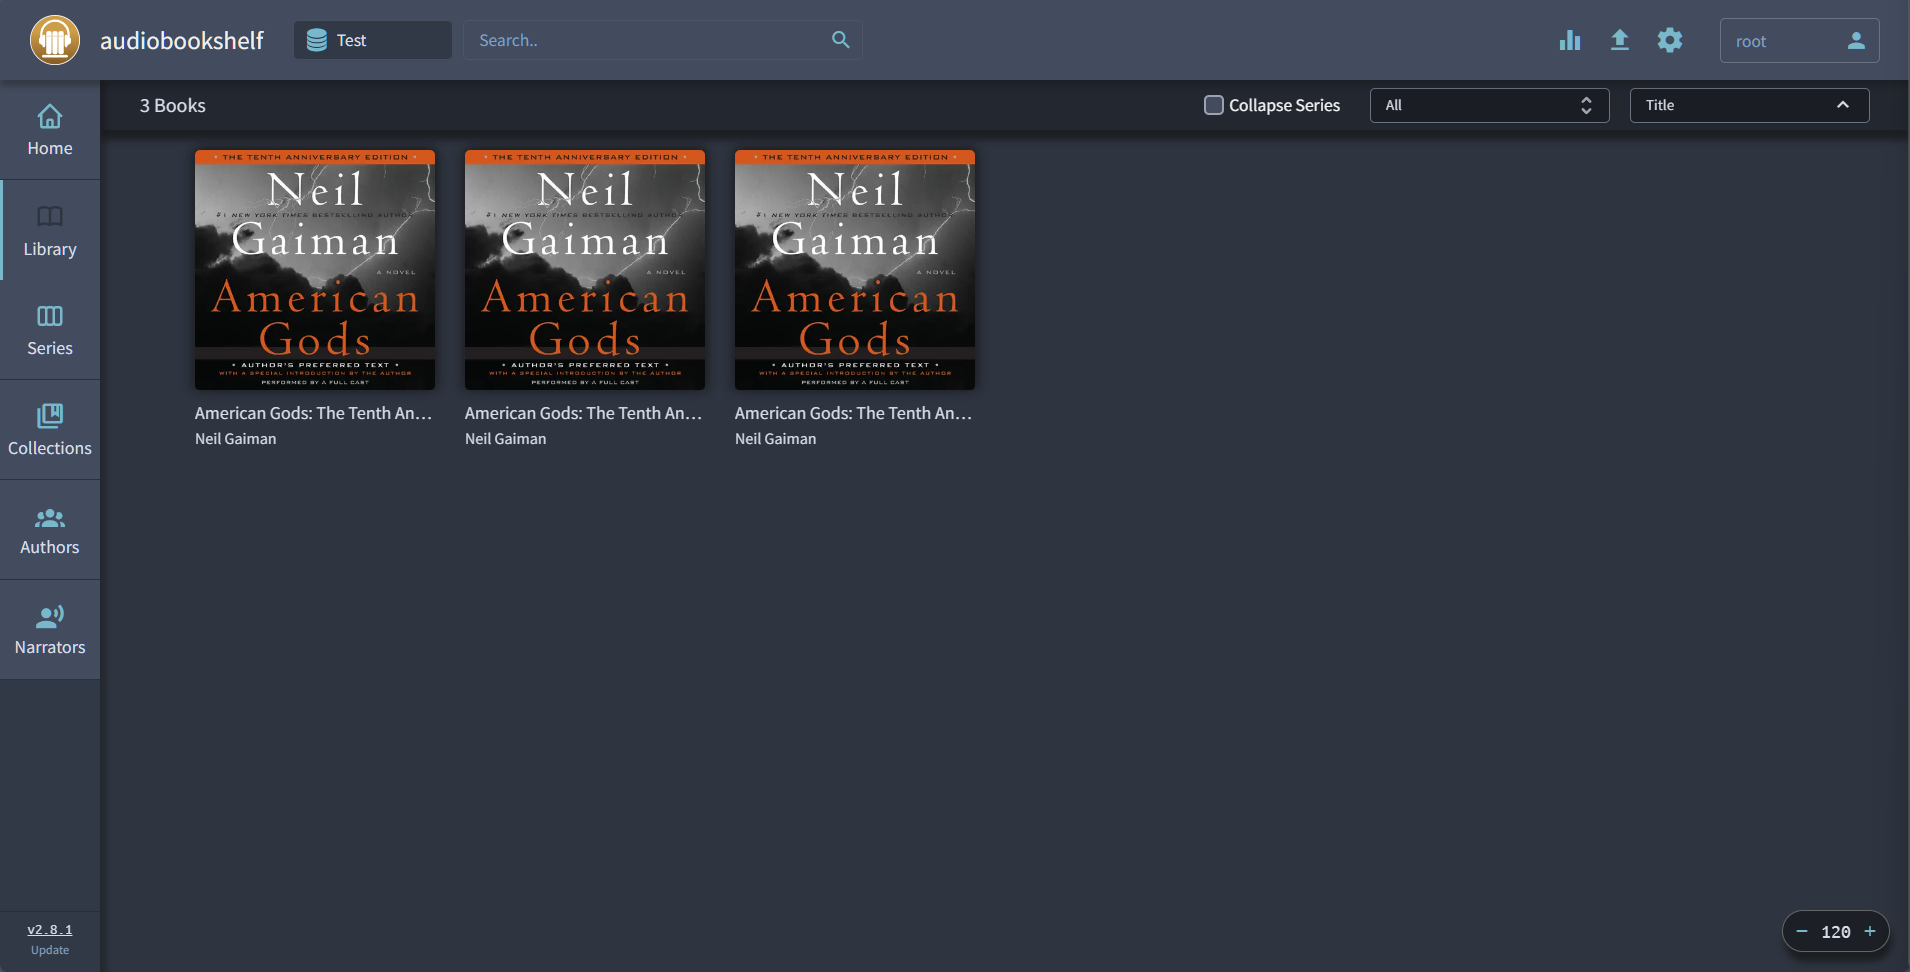 audiobookshelf
Test
Search..
root
3 Books
Collapse Series
All
Title
Home
Library
Series
Collections
Authors
Narrators
THE TENTH ANNIVERSARY EDITION
Neil
#1 NEW YORK TIMES BESTSELLING AUTHOR
Gaiman
A NOVEL
American
Gods
• AUTHOR'S PREFERRED TEXT •
WITH A SPECIAL INTRODUCTION BY THE AUTHOR
PERFORMED BY A FULL CAST
American Gods: The Tenth An...
Neil Gaiman
THE TENTH ANNIVERSARY EDITION
Neil
#1 NEW YORK TIMES BESTSELLING AUTHOR
Gaiman
A NOVEL
American
Gods
• AUTHOR'S PREFERRED TEXT •
WITH A SPECIAL INTRODUCTION BY THE AUTHOR
PERFORMED BY A FULL CAST
American Gods: The Tenth An...
Neil Gaiman
THE TENTH ANNIVERSARY EDITION
Neil
#1 NEW YORK TIMES BESTSELLING AUTHOR
Gaiman
A NOVEL
American
Gods
• AUTHOR'S PREFERRED TEXT •
WITH A SPECIAL INTRODUCTION BY THE AUTHOR
PERFORMED BY A FULL CAST
American Gods: The Tenth An...
Neil Gaiman
v2.8.1
Update
− 120 +